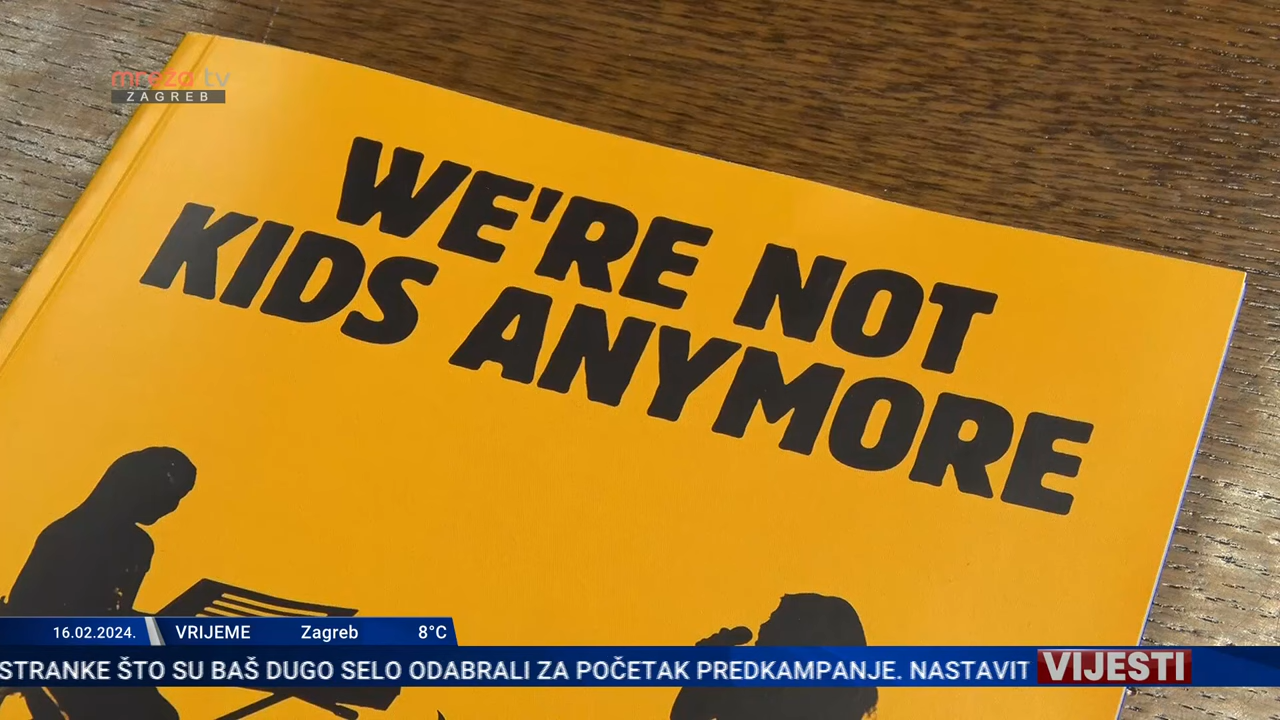 mreža tv
ZAGREB
WE'RE NOT
KIDS ANYMORE
16.02.2024. VRIJEME Zagreb 8°C
STRANKE ŠTO SU BAŠ DUGO SELO ODABRALI ZA POČETAK PREDKAMPANJE. NASTAVIT
VIJESTI